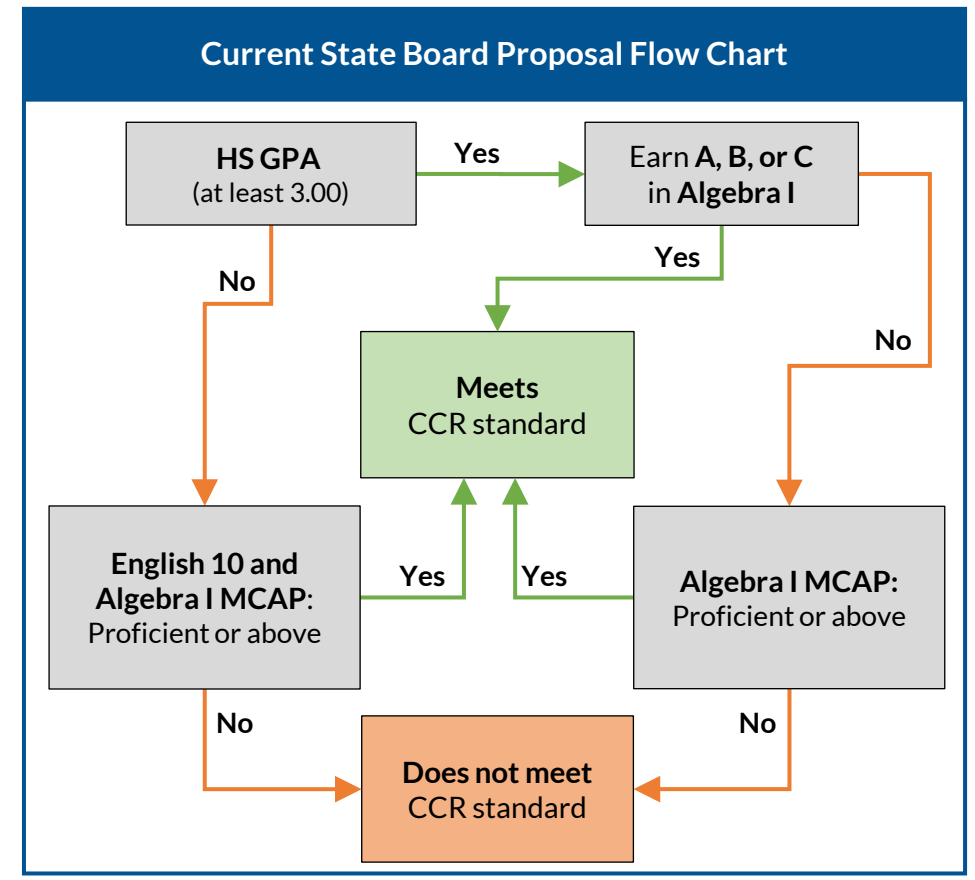 Current State Board Proposal Flow Chart
HS GPA
(at least 3.00)
Yes
Earn A, B, or C
in Algebra I
Yes
No
No
Meets
CCR standard
English 10 and
Algebra I MCAP:
Proficient or above
Yes
Yes
Algebra I MCAP:
Proficient or above
No
No
Does not meet
CCR standard